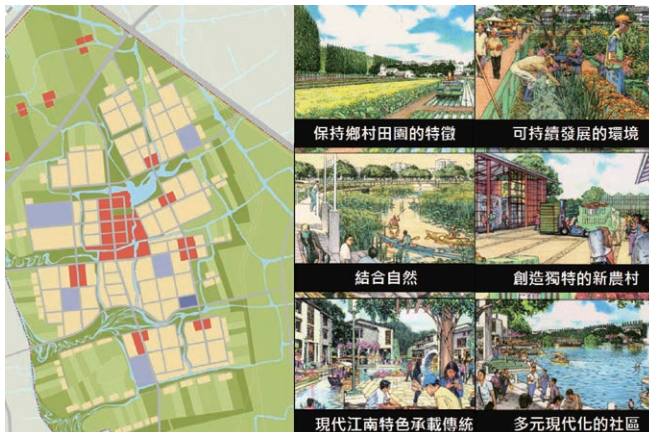 保持鄉村田園的特徵
可持續發展的環境
結合自然
創造獨特的新農村
現代江南特色承載傳統
多元現代化的社區